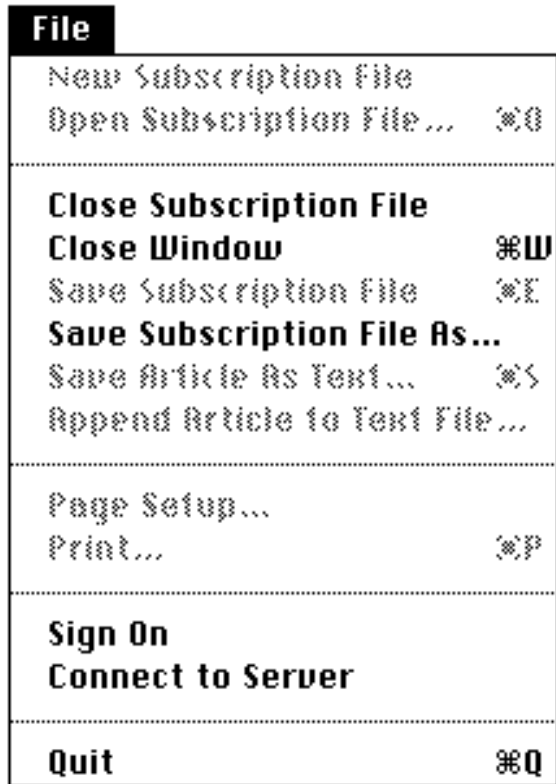 File
New Subscription File
Open Subscription File... ⌘O
Close Subscription File
Close Window ⌘W
Save Subscription File ⌘E
Save Subscription File As...
Save Article As Text... ⌘S
Append Article to Text File...
Page Setup...
Print... ⌘P
Sign On
Connect to Server
Quit ⌘Q